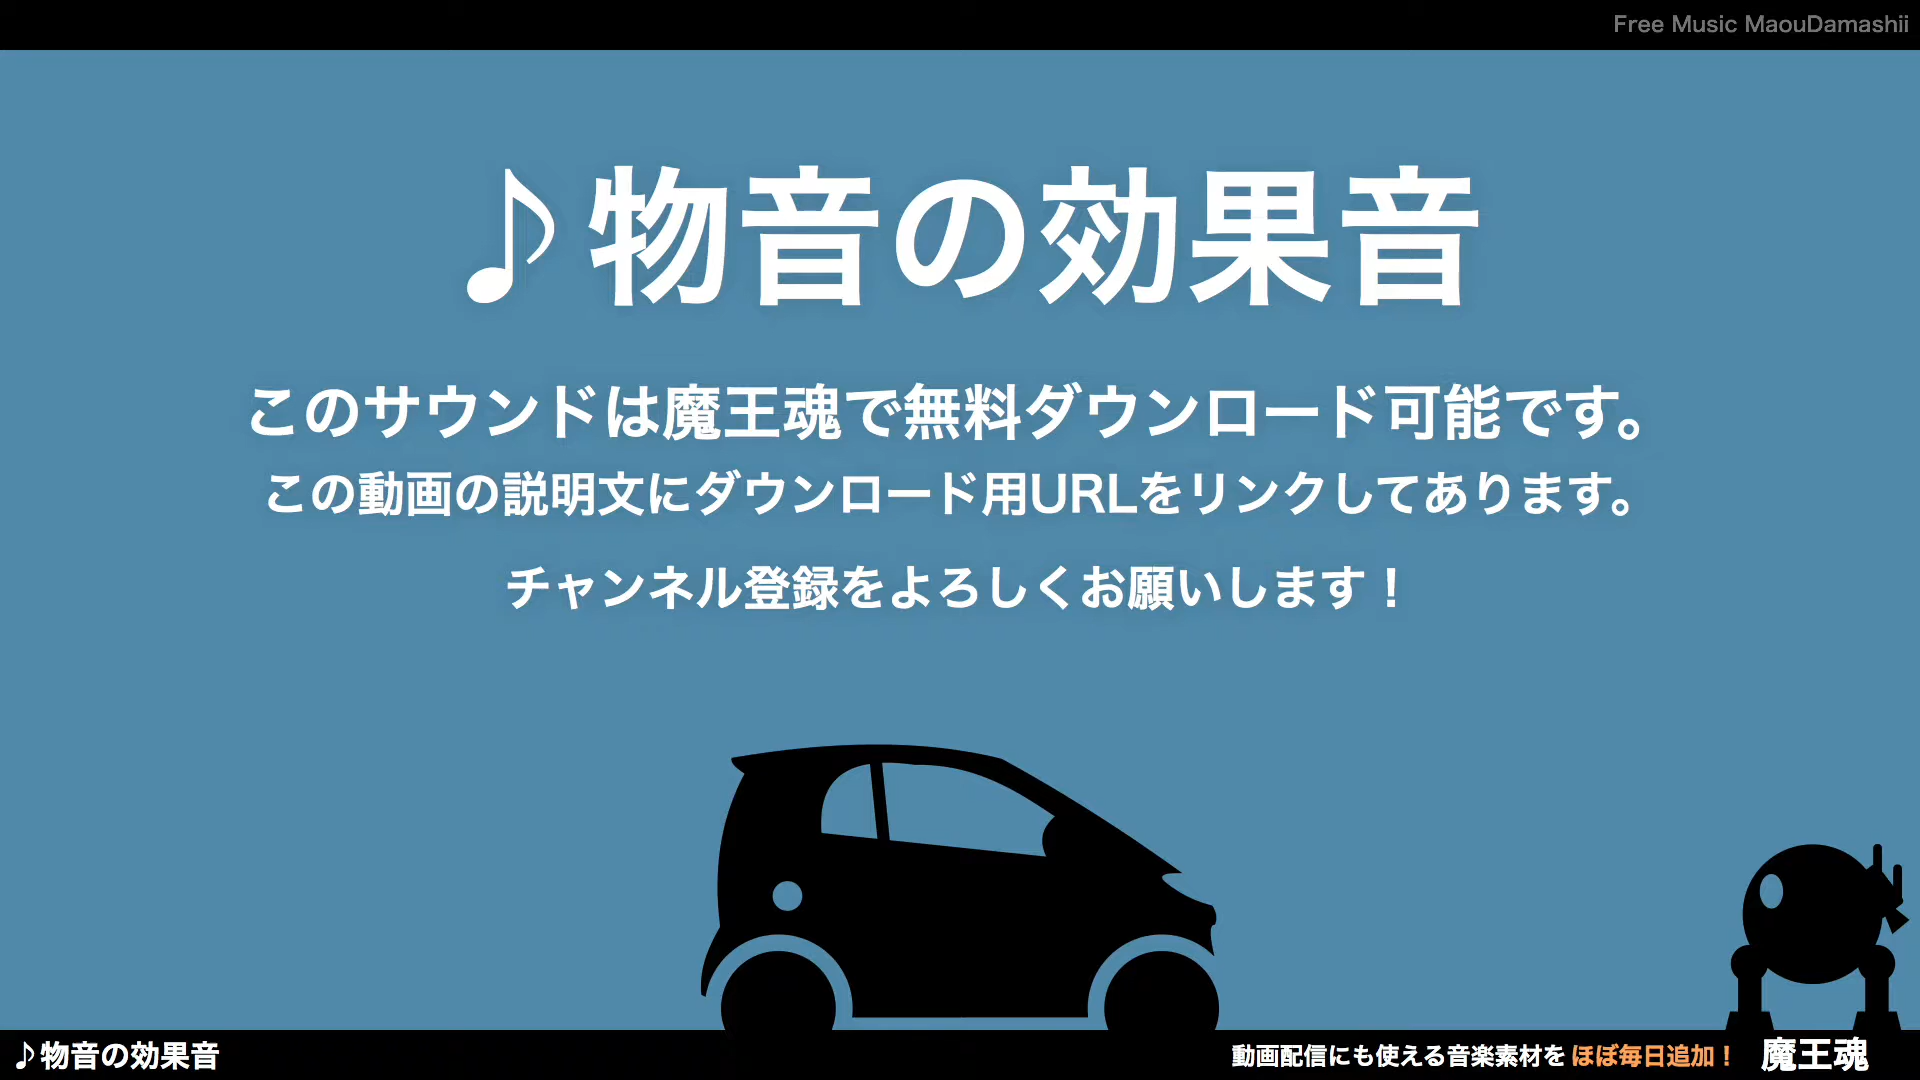 Free Music MaouDamashii
♪物音の効果音
このサウンドは魔王魂で無料ダウンロード可能です。
この動画の説明文にダウンロード用URLをリンクしてあります。
チャンネル登録をよろしくお願いします！
♪物音の効果音
動画配信にも使える音楽素材を ほぼ毎日追加！ 魔王魂